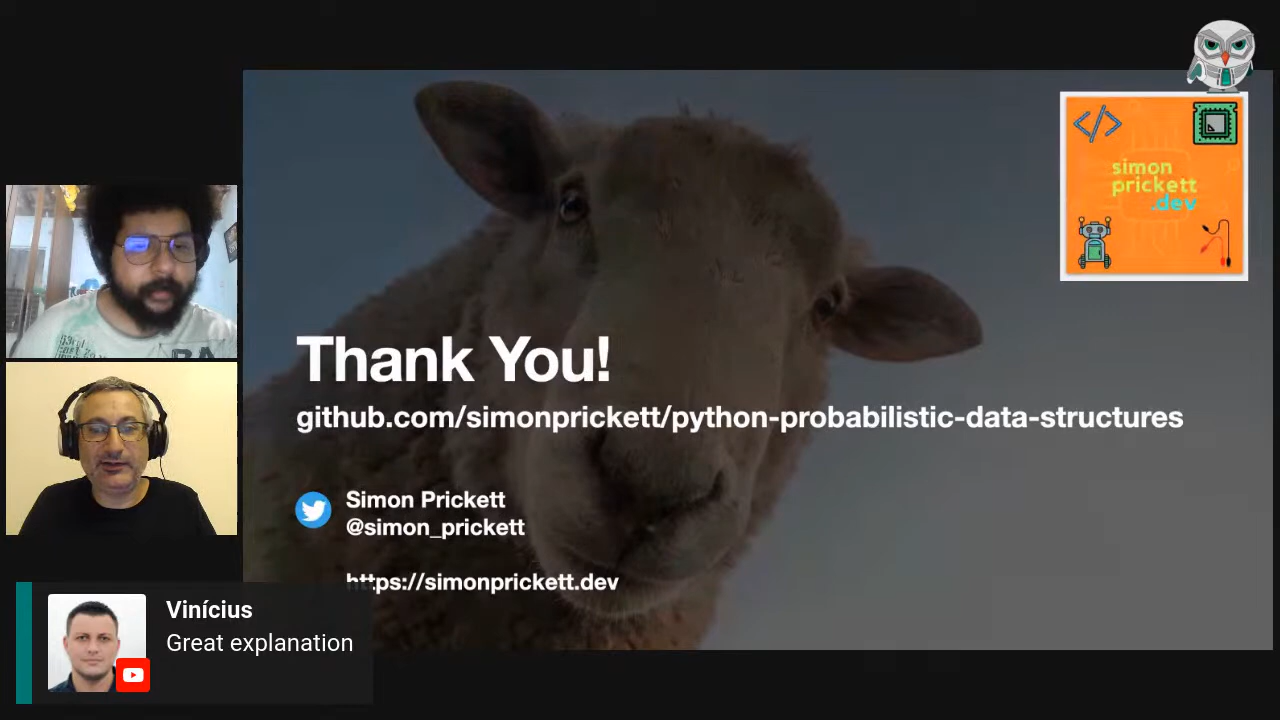 simon
prickett
.dev
Thank You!
github.com/simonprickett/python-probabilistic-data-structures
Simon Prickett
@simon_prickett
https://simonprickett.dev
Vinícius
Great explanation